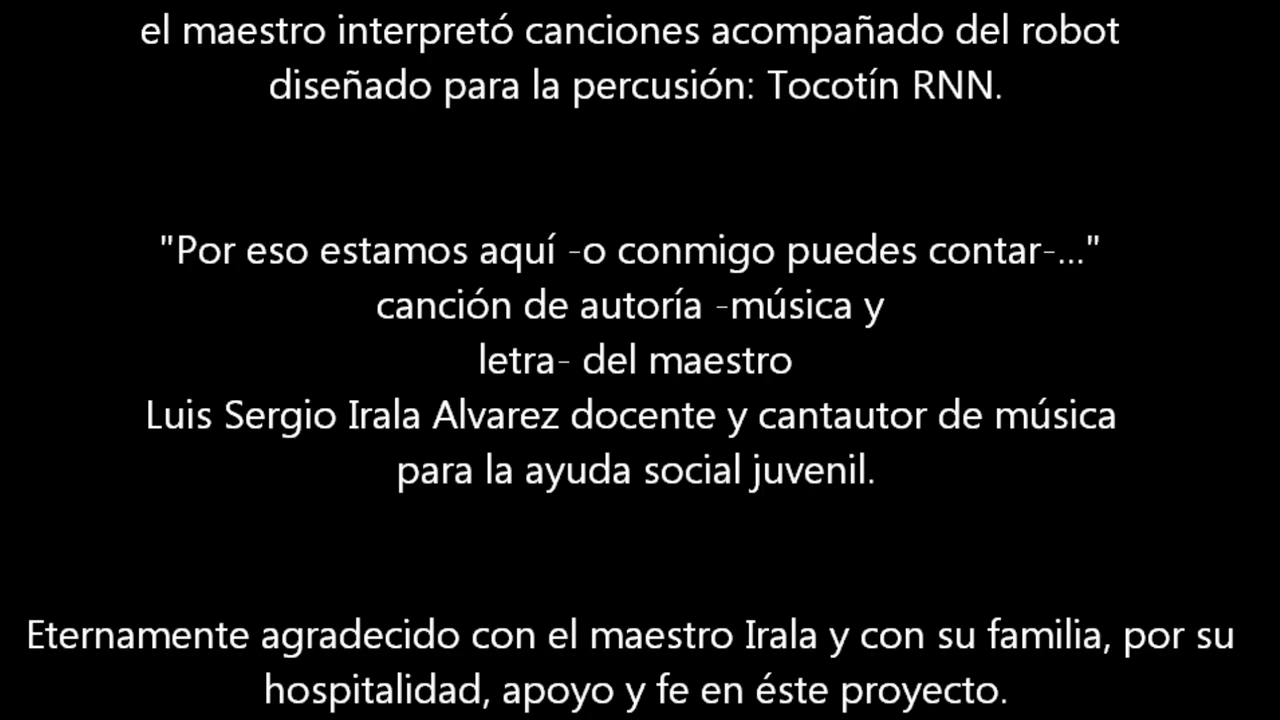 el maestro interpretó canciones acompañado del robot
diseñado para la percusión: Tocotín RNN.
"Por eso estamos aquí -o conmigo puedes contar-..."
canción de autoría -música y
letra- del maestro
Luis Sergio Irala Alvarez docente y cantautor de música
para la ayuda social juvenil.
Eternamente agradecido con el maestro Irala y con su familia, por su
hospitalidad, apoyo y fe en éste proyecto.